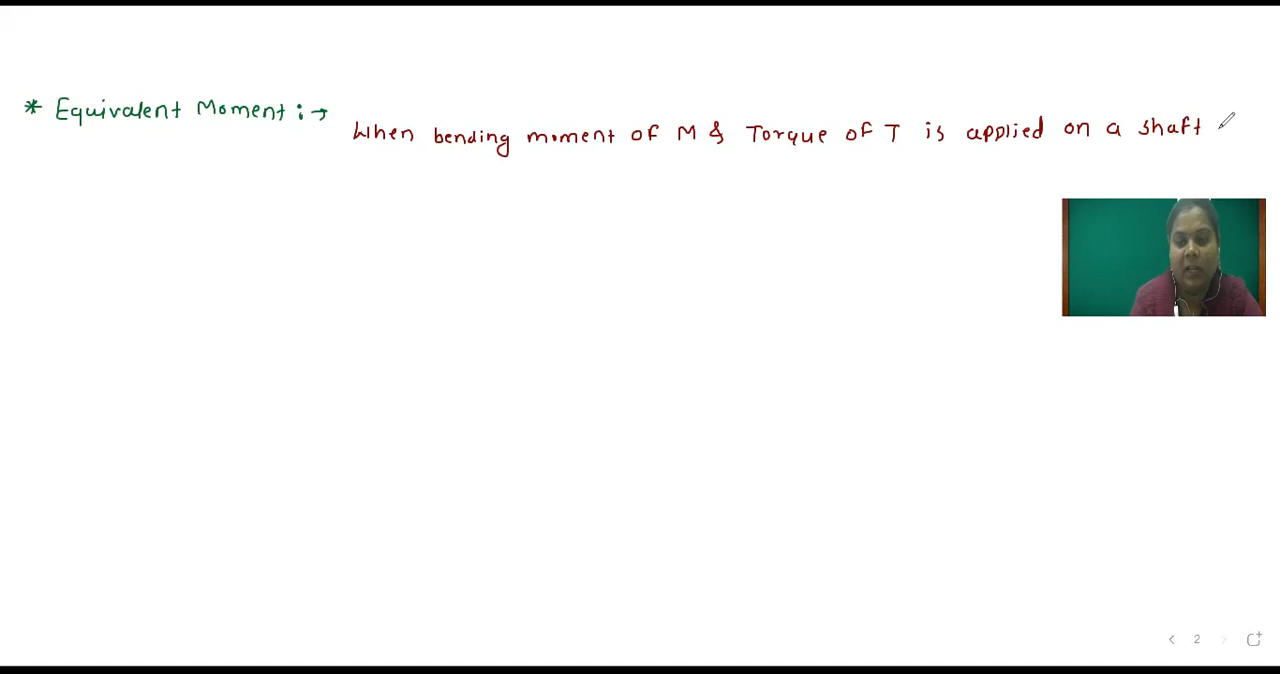 * Equivalent Moment :→
When bending moment of M & Torque of T is applied on a shaft
< 2 >